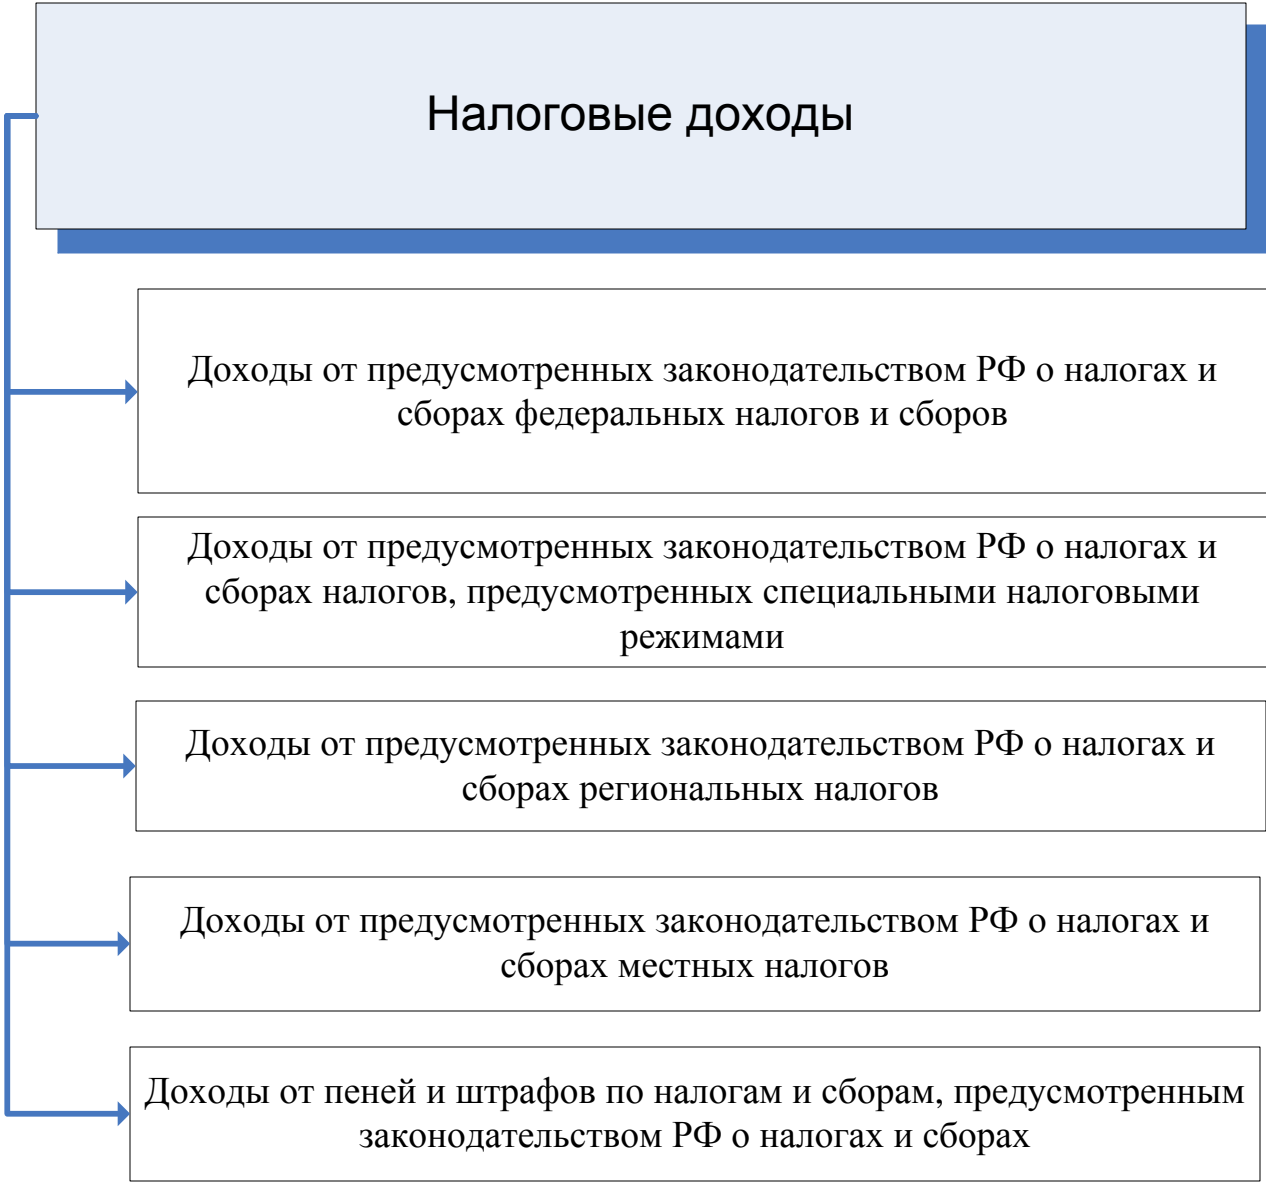 Налоговые доходы
Доходы от предусмотренных законодательством РФ о налогах и
сборах федеральных налогов и сборов
Доходы от предусмотренных законодательством РФ о налогах и
сборах налогов, предусмотренных специальными налоговыми
режимами
Доходы от предусмотренных законодательством РФ о налогах и
сборах региональных налогов
Доходы от предусмотренных законодательством РФ о налогах и
сборах местных налогов
Доходы от пеней и штрафов по налогам и сборам, предусмотренным
законодательством РФ о налогах и сборах